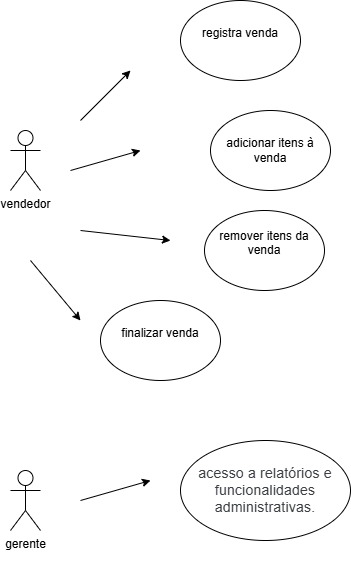 registra venda
adicionar itens à
venda
vendedor
remover itens da
venda
finalizar venda
acesso a relatórios e
funcionalidades
administrativas.
gerente